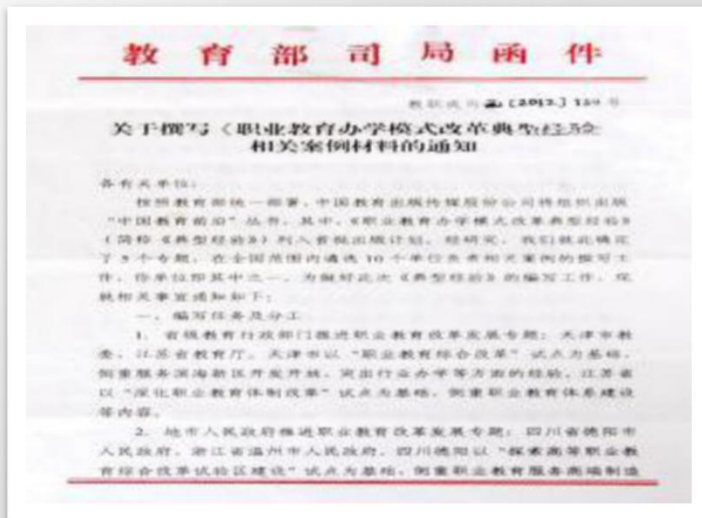 教育部司局函件
教职成司函〔2012〕139号
关于撰写《职业教育办学模式改革典型经验
相关案例材料的通知
各有关单位：
按照教育部统一部署，中国教育出版传媒股份公司将组织出版
“中国教育前沿”丛书，其中，《职业教育办学模式改革典型经验》
（简称《典型经验》）列入首批出版计划。经研究，我们就此确定
了5个专题，在全国范围内遴选10个单位负责相关案例的撰写工
作，你单位即其中之一。为做好此次《典型经验》的编写工作，现
就相关事宜通知如下：
一、编写任务及分工
1．省级教育行政部门推进职业教育改革发展专题：天津市教
委、江苏省教育厅。天津市以“职业教育综合改革”试点为基础，
侧重服务滨海新区开发开放、突出行业办学等方面的经验。江苏省
以“深化职业教育体制改革”试点为基础，侧重职业教育体系建设
等内容。
2．地市人民政府推进职业教育改革发展专题：四川省德阳市
人民政府、浙江省温州市人民政府。四川德阳以“探索高等职业教
育综合改革试验区建设”试点为基础，侧重职业教育服务高端制造